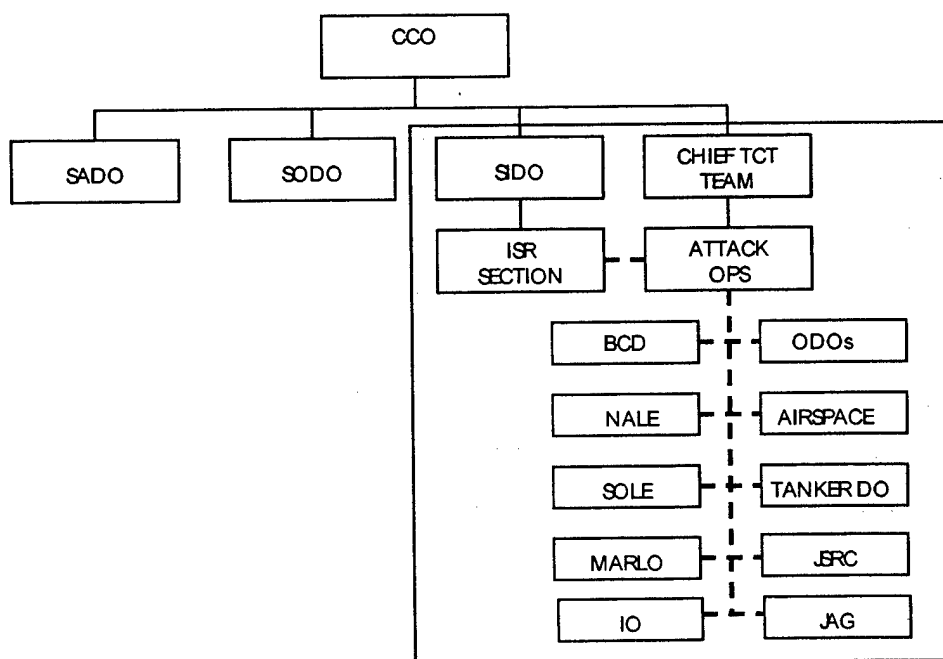 CCO
SADO
SODO
SIDO
CHIEF TCT
TEAM
ISR
SECTION
ATTACK
OPS
BCD
ODOs
NALE
AIRSPACE
SOLE
TANKER DO
MARLO
JSRC
IO
JAG